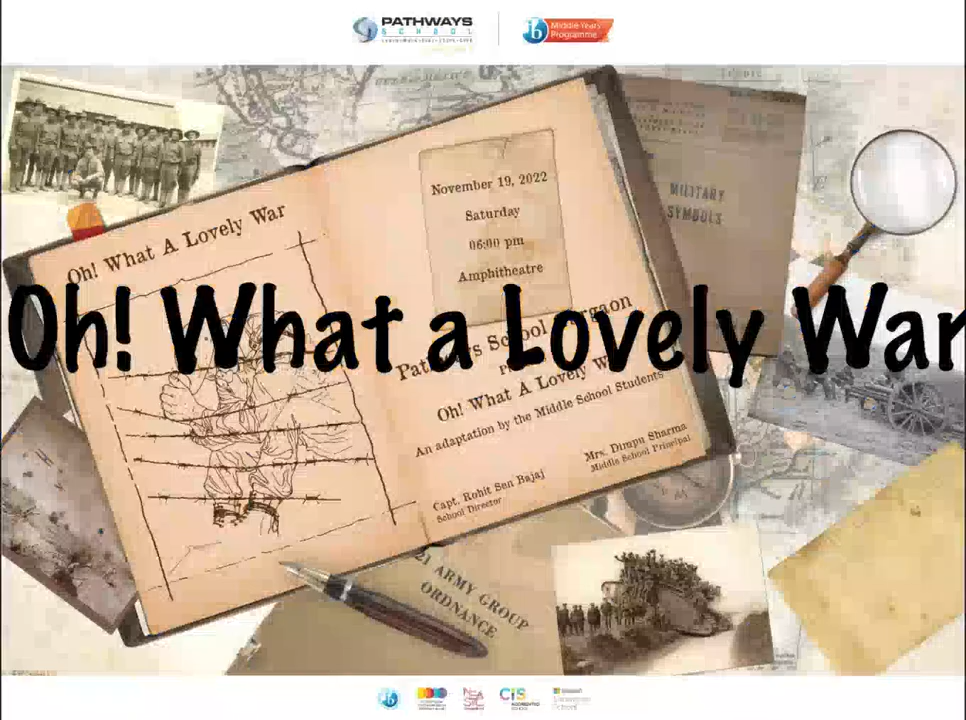 PATHWAYS
SCHOOL
Middle Years
Programme
MILITARY
SYMBOLS
Oh! What A Lovely War
November 19, 2022
Saturday
06:00 pm
Amphitheatre
Oh! What a Lovely War
Oh! What A Lovely W
An adaptation by the Middle School Students
Mrs. Dimpu Sharma
Middle School Principal
Capt. Rohit Sen Bajaj
School Director
21 ARMY GROUP
ORDNANCE
CIS